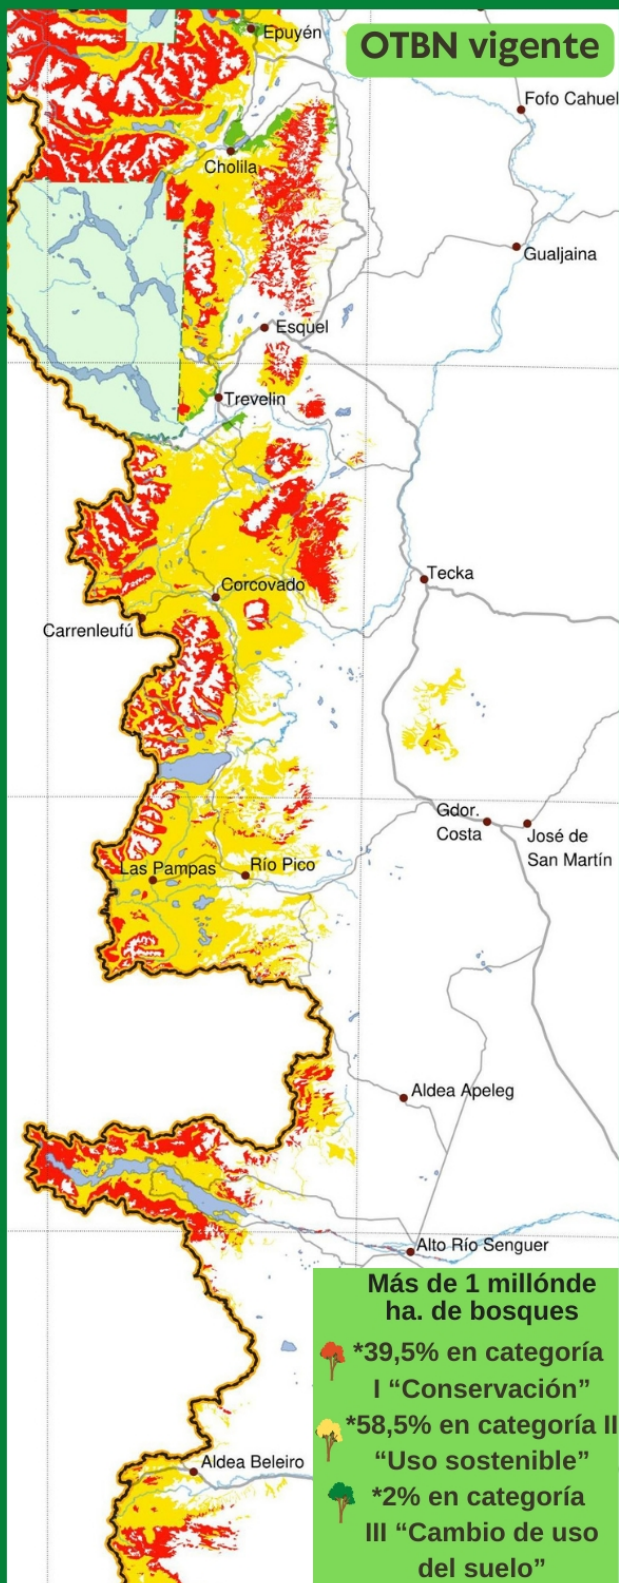 OTBN vigente
Epuyén
Fofo Cahuel
Cholila
Gualjaina
Esquel
Trevelin
Tecka
Corcovado
Carrenleufú
Gdor.
Costa
José de
San Martín
Las Pampas
Río Pico
Aldea Apeleg
Alto Río Senguer
Aldea Beleiro
Más de 1 millónde
ha. de bosques
*39,5% en categoría
I “Conservación”
*58,5% en categoría II
“Uso sostenible”
*2% en categoría
III “Cambio de uso
del suelo”